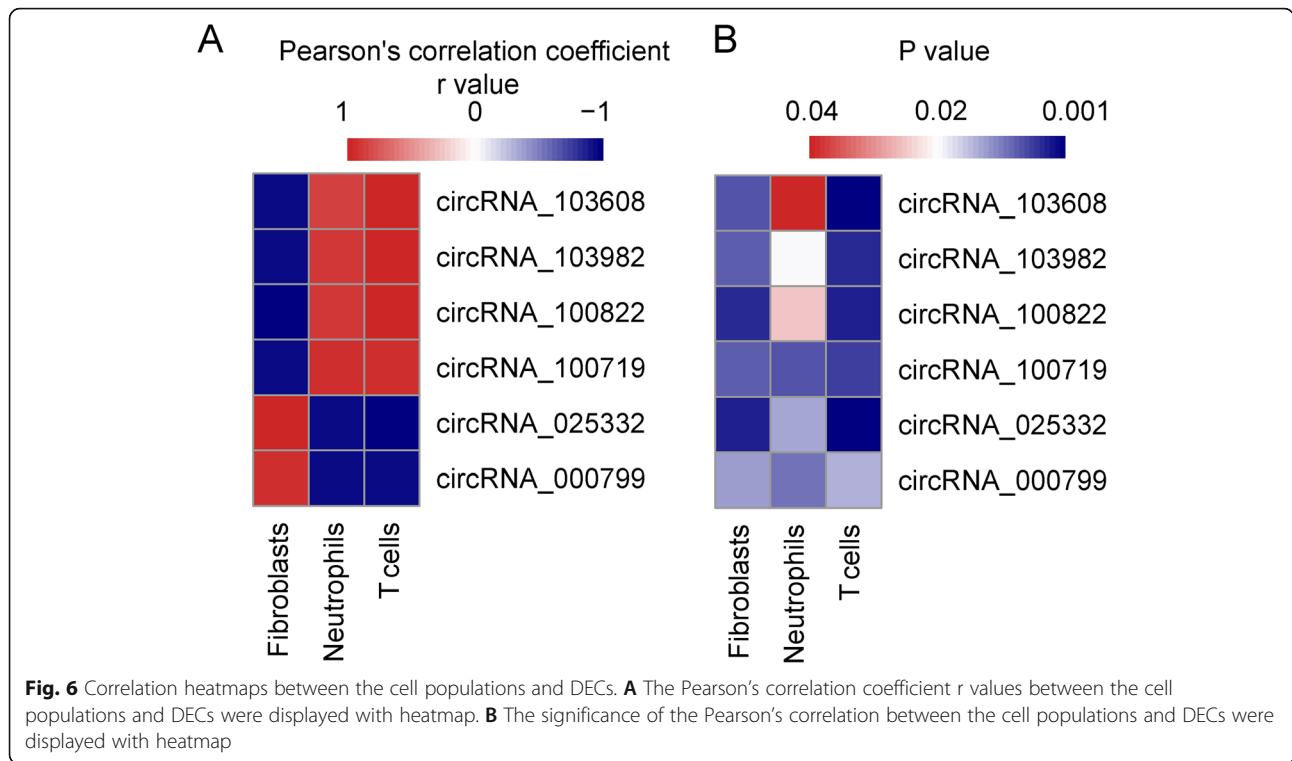 A
Pearson's correlation coefficient
r value
1 0 −1
circRNA_103608
circRNA_103982
circRNA_100822
circRNA_100719
circRNA_025332
circRNA_000799
Fibroblasts
Neutrophils
T cells
B
P value
0.04 0.02 0.001
circRNA_103608
circRNA_103982
circRNA_100822
circRNA_100719
circRNA_025332
circRNA_000799
Fibroblasts
Neutrophils
T cells
Fig. 6 Correlation heatmaps between the cell populations and DECs. A The Pearson’s correlation coefficient r values between the cell
populations and DECs were displayed with heatmap. B The significance of the Pearson’s correlation between the cell populations and DECs were
displayed with heatmap